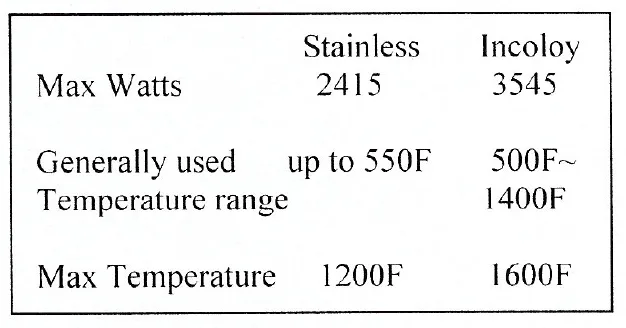 Stainless Incoloy
Max Watts 2415 3545
Generally used up to 550F 500F~
Temperature range 1400F
Max Temperature 1200F 1600F